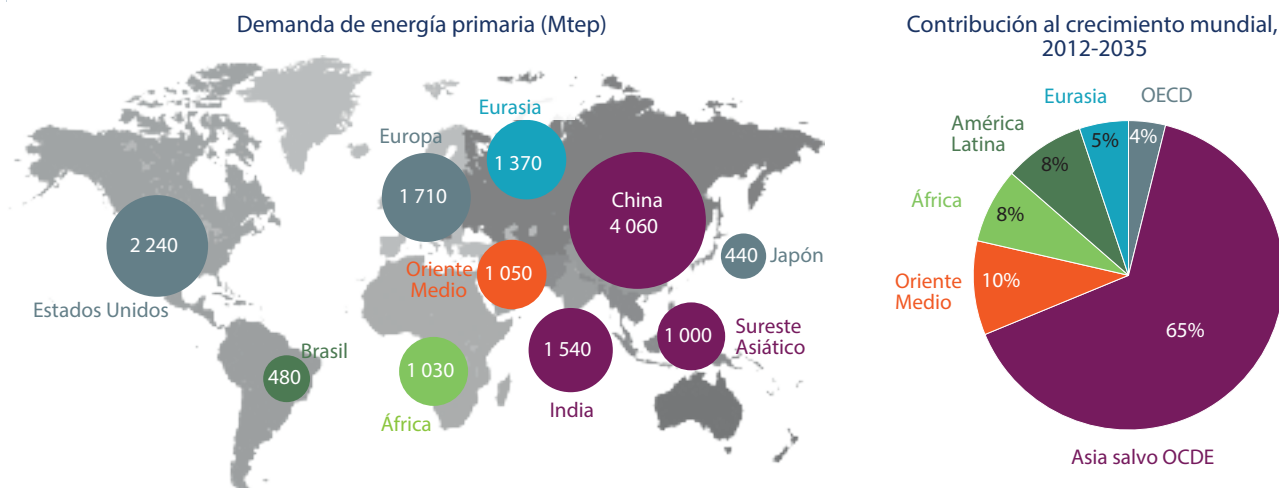 Demanda de energía primaria (Mtep)
Eurasia
Europa
1 370
1 710
China
4 060
2 240
Estados Unidos
Oriente
Medio
1 050
440
Japón
Brasil
480
1 030
África
1 540
India
1 000
Sureste
Asiático
Contribución al crecimiento mundial,
2012-2035
Eurasia
OECD
América
Latina
5%
4%
8%
África
8%
Oriente
Medio
10%
65%
Asia salvo OCDE